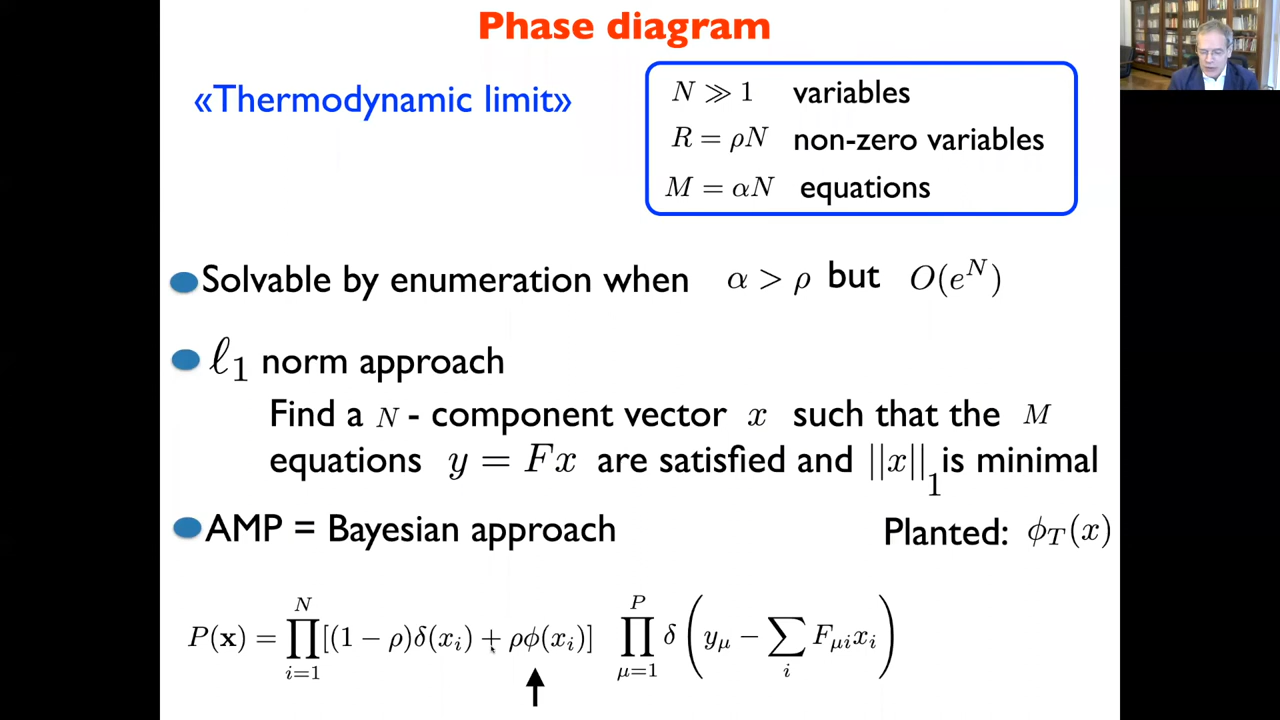 Phase diagram
«Thermodynamic limit»
N ≫ 1 variables
R = ρN non-zero variables
M = αN equations
Solvable by enumeration when α > ρ but O(e^N)
ℓ_1 norm approach
Find a N - component vector x such that the M
equations y = Fx are satisfied and ||x||_1 is minimal
AMP = Bayesian approach
Planted: ϕ_T(x)
P(𝐱) = ∏_{i=1}^{N} [(1 − ρ)δ(x_i) + ρϕ(x_i)] ∏_{μ=1}^{P} δ(y_μ − ∑_i F_{μi}x_i)